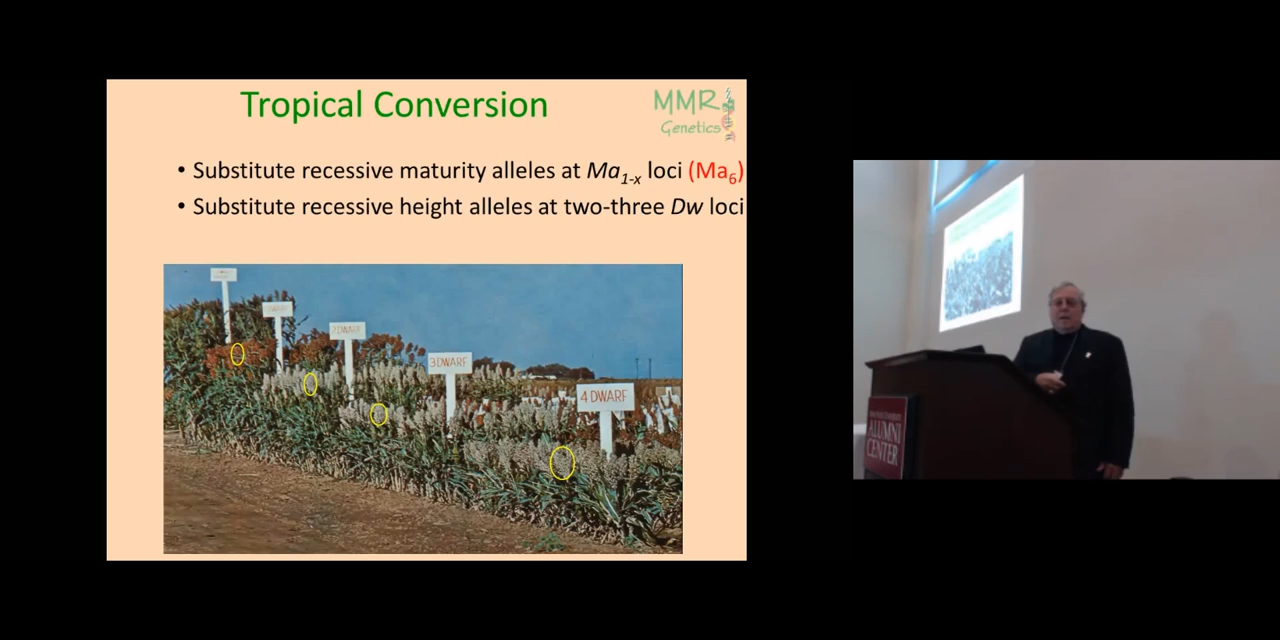 Tropical Conversion
MMR
Genetics
• Substitute recessive maturity alleles at Ma1-x loci (Ma6)
• Substitute recessive height alleles at two-three Dw loci
2 DWARF
3 DWARF
4 DWARF
ALUMNI
CENTER